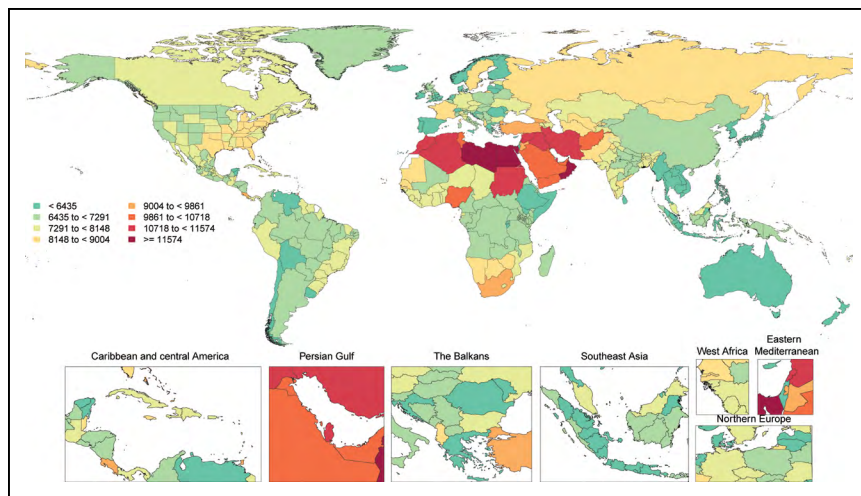 < 6435
6435 to < 7291
7291 to < 8148
8148 to < 9004
9004 to < 9861
9861 to < 10718
10718 to < 11574
>= 11574
Caribbean and central America
Persian Gulf
The Balkans
Southeast Asia
West Africa
Eastern
Mediterranean
Northern Europe